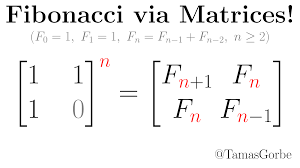 Fibonacci via Matrices!
(F₀ = 1, F₁ = 1, Fₙ = Fₙ₋₁ + Fₙ₋₂, n ≥ 2)
[1 1; 1 0]ⁿ = [Fₙ₊₁ Fₙ; Fₙ Fₙ₋₁]
@TamasGorbe